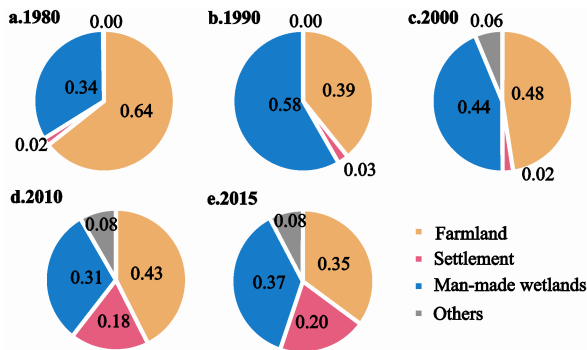 a.1980
0.00
0.34
0.64
0.02
b.1990
0.00
0.58
0.39
0.03
c.2000
0.06
0.44
0.48
0.02
d.2010
0.08
0.31
0.43
0.18
e.2015
0.08
0.37
0.35
0.20
Farmland
Settlement
Man-made wetlands
Others